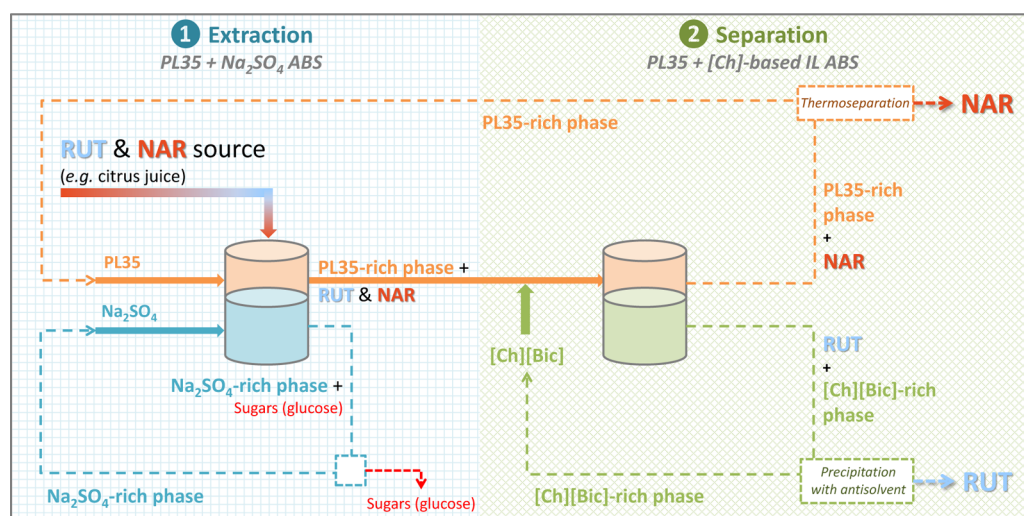 1 Extraction
PL35 + Na₂SO₄ ABS
2 Separation
PL35 + [Ch]-based IL ABS
Thermoseparation
NAR
PL35-rich phase
RUT & NAR source
(e.g. citrus juice)
PL35-rich
phase
+
NAR
PL35
PL35-rich phase +
RUT & NAR
Na₂SO₄
[Ch][Bic]
RUT
+
[Ch][Bic]-rich
phase
Na₂SO₄-rich phase +
Sugars (glucose)
Precipitation
with antisolvent
RUT
Na₂SO₄-rich phase
Sugars (glucose)
[Ch][Bic]-rich phase